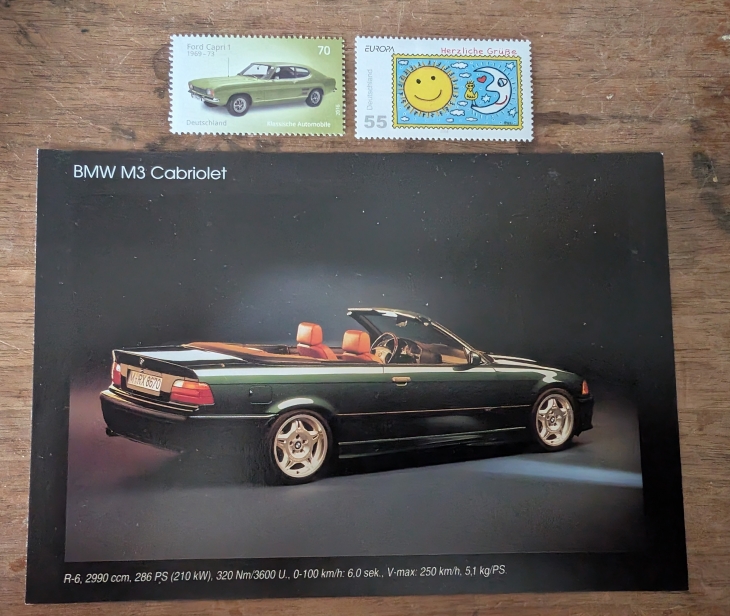 Ford Capri 1
1969–73
70
Deutschland
Klassische Automobile
EUROPA
Herzliche Grüße
Deutschland
55
BMW M3 Cabriolet
R-6, 2990 ccm, 286 PS (210 kW), 320 Nm/3600 U., 0-100 km/h: 6.0 sek., V-max: 250 km/h, 5,1 kg/PS